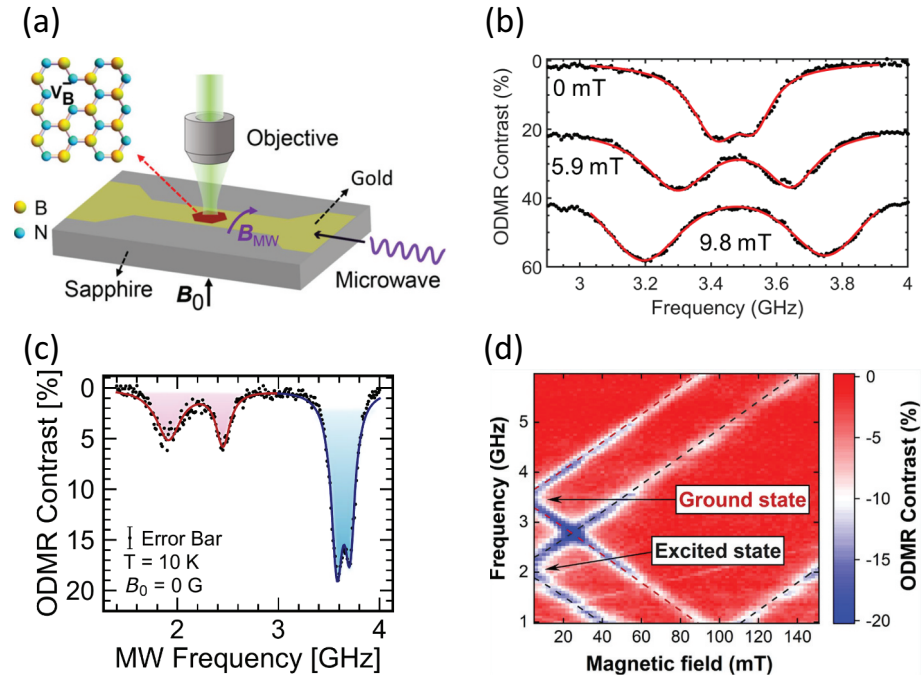 (a)
V_B^-
Objective
Gold
B
N
B_MW
Microwave
Sapphire
B_0
(b)
0
20
40
60
ODMR Contrast (%)
0 mT
5.9 mT
9.8 mT
3
3.2
3.4
3.6
3.8
4
Frequency (GHz)
(c)
0
5
10
15
20
ODMR Contrast [%]
Error Bar
T = 10 K
B_0 = 0 G
2
3
4
MW Frequency [GHz]
(d)
5
4
3
2
1
Frequency (GHz)
Ground state
Excited state
20
40
60
80
100
120
140
Magnetic field (mT)
0
-5
-10
-15
-20
ODMR Contrast (%)